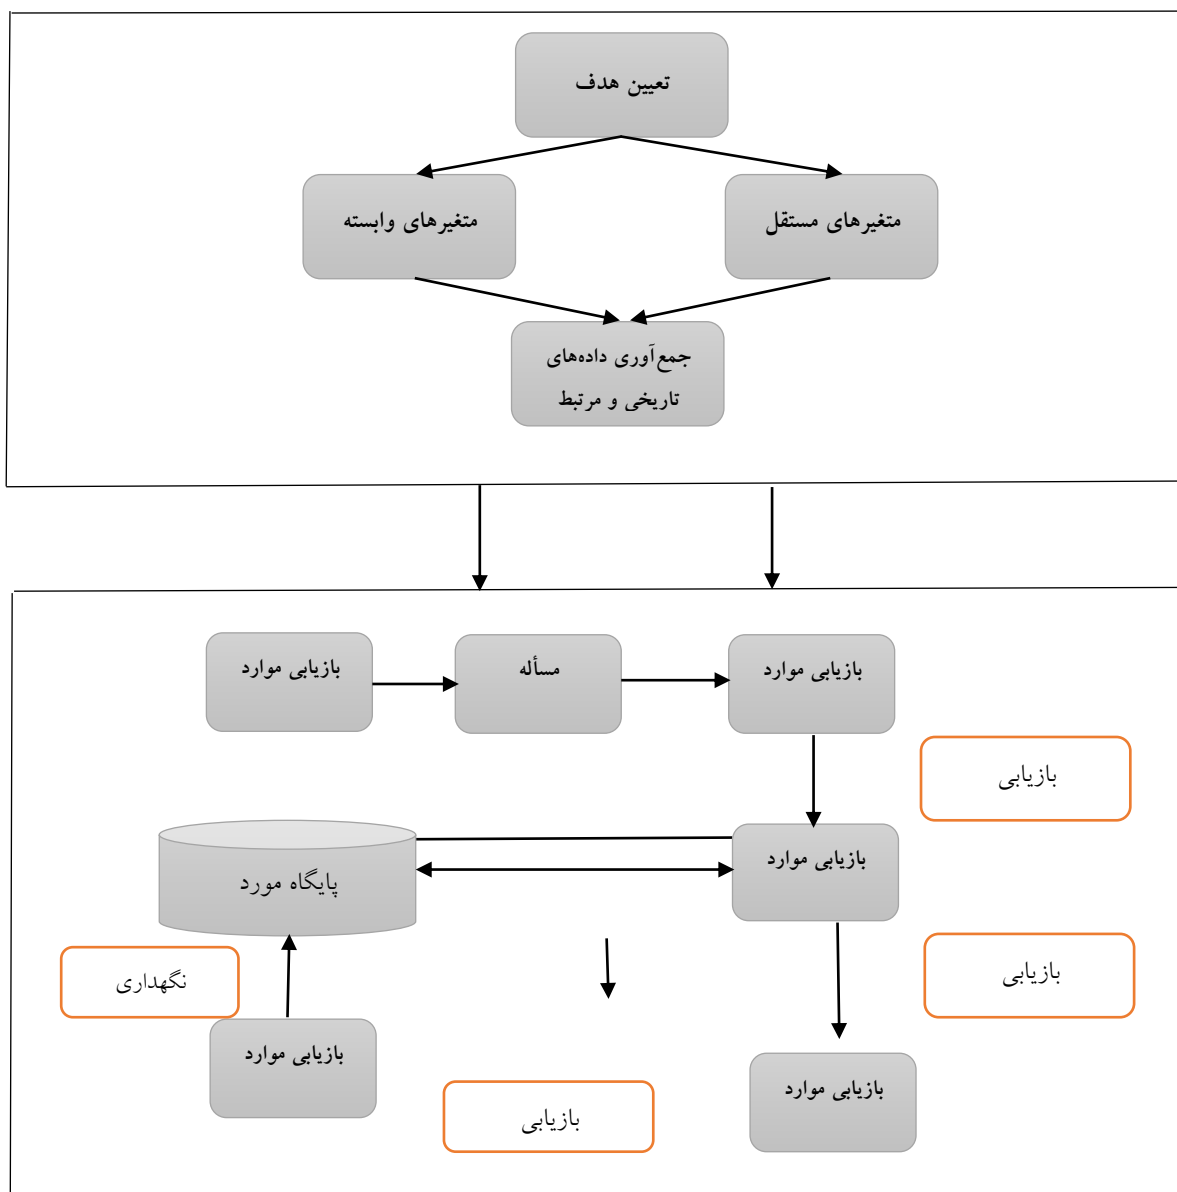 تعیین هدف
متغیرهای مستقل
متغیرهای وابسته
جمع‌آوری داده‌های
تاریخی و مرتبط
بازیابی موارد
مسأله
بازیابی موارد
بازیابی
بازیابی موارد
پایگاه مورد
بازیابی
نگهداری
بازیابی موارد
بازیابی موارد
بازیابی